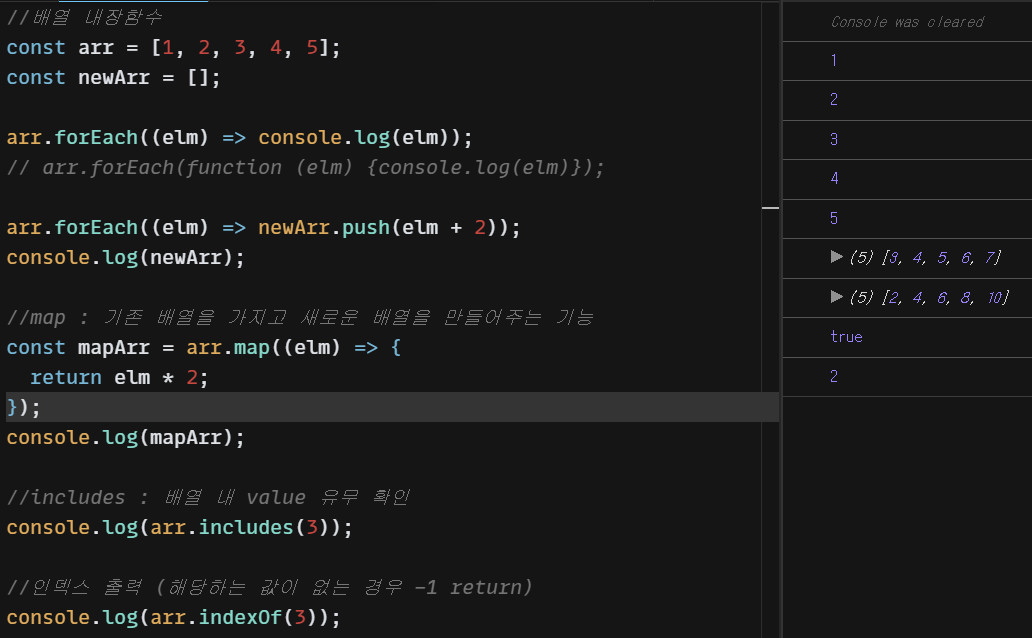 //배열 내장함수
const arr = [1, 2, 3, 4, 5];
const newArr = [];
arr.forEach((elm) => console.log(elm));
// arr.forEach(function (elm) {console.log(elm)});
arr.forEach((elm) => newArr.push(elm + 2));
console.log(newArr);
//map : 기존 배열을 가지고 새로운 배열을 만들어주는 기능
const mapArr = arr.map((elm) => {
return elm * 2;
});
console.log(mapArr);
//includes : 배열 내 value 유무 확인
console.log(arr.includes(3));
//인덱스 출력 (해당하는 값이 없는 경우 -1 return)
console.log(arr.indexOf(3));
Console was cleared
1
2
3
4
5
▶(5) [3, 4, 5, 6, 7]
▶(5) [2, 4, 6, 8, 10]
true
2